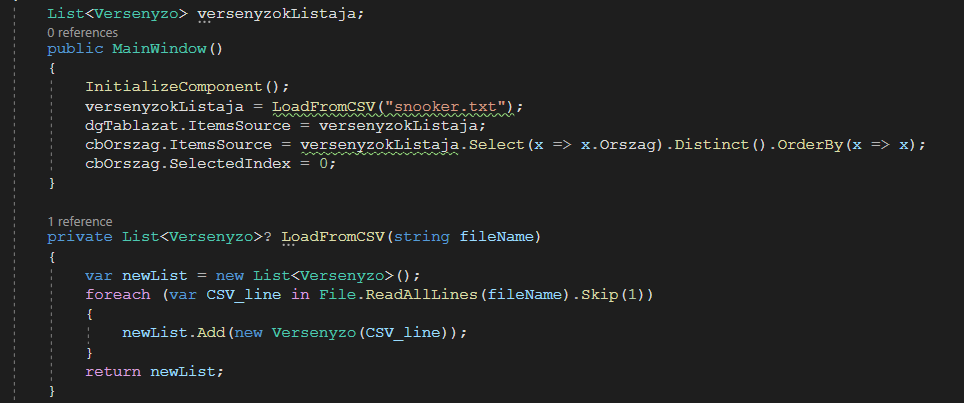 List<Versenyzo> versenyzokListaja;
0 references
public MainWindow()
{
InitializeComponent();
versenyzokListaja = LoadFromCSV("snooker.txt");
dgTablazat.ItemsSource = versenyzokListaja;
cbOrszag.ItemsSource = versenyzokListaja.Select(x => x.Orszag).Distinct().OrderBy(x => x);
cbOrszag.SelectedIndex = 0;
}
1 reference
private List<Versenyzo>? LoadFromCSV(string fileName)
{
var newList = new List<Versenyzo>();
foreach (var CSV_line in File.ReadAllLines(fileName).Skip(1))
{
newList.Add(new Versenyzo(CSV_line));
}
return newList;
}